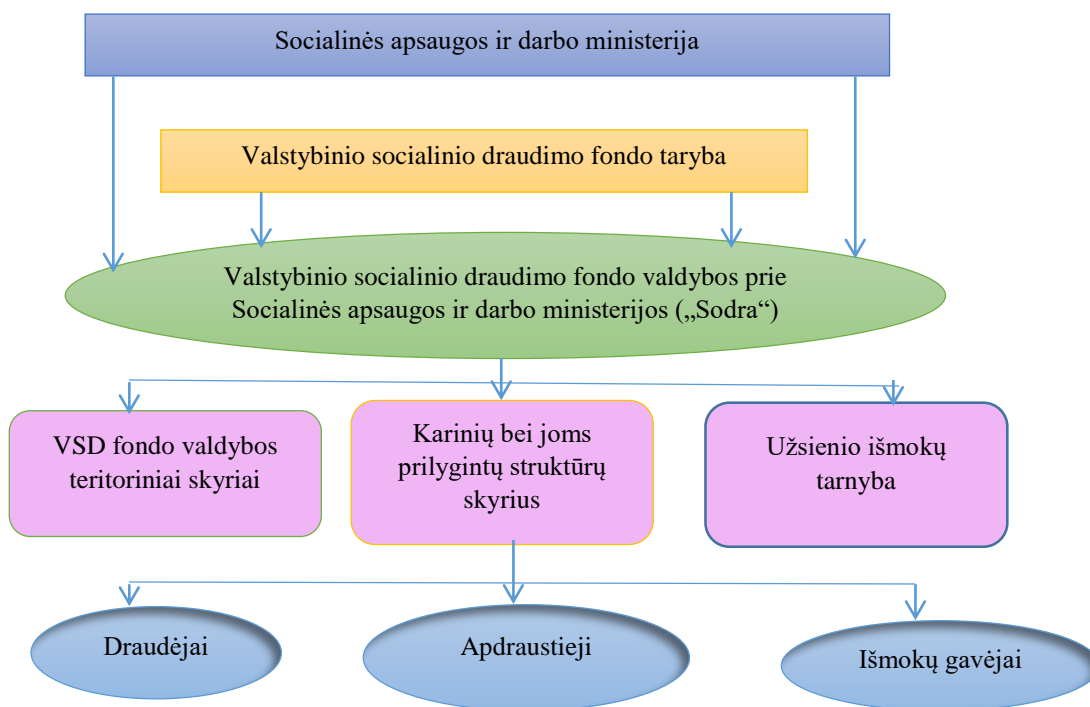 Socialinės apsaugos ir darbo ministerija
Valstybinio socialinio draudimo fondo taryba
Valstybinio socialinio draudimo fondo valdybos prie
Socialinės apsaugos ir darbo ministerijos („Sodra“)
VSD fondo valdybos
teritoriniai skyriai
Karinių bei joms
prilygintų struktūrų
skyrius
Užsienio išmokų
tarnyba
Draudėjai
Apdraustieji
Išmokų gavėjai